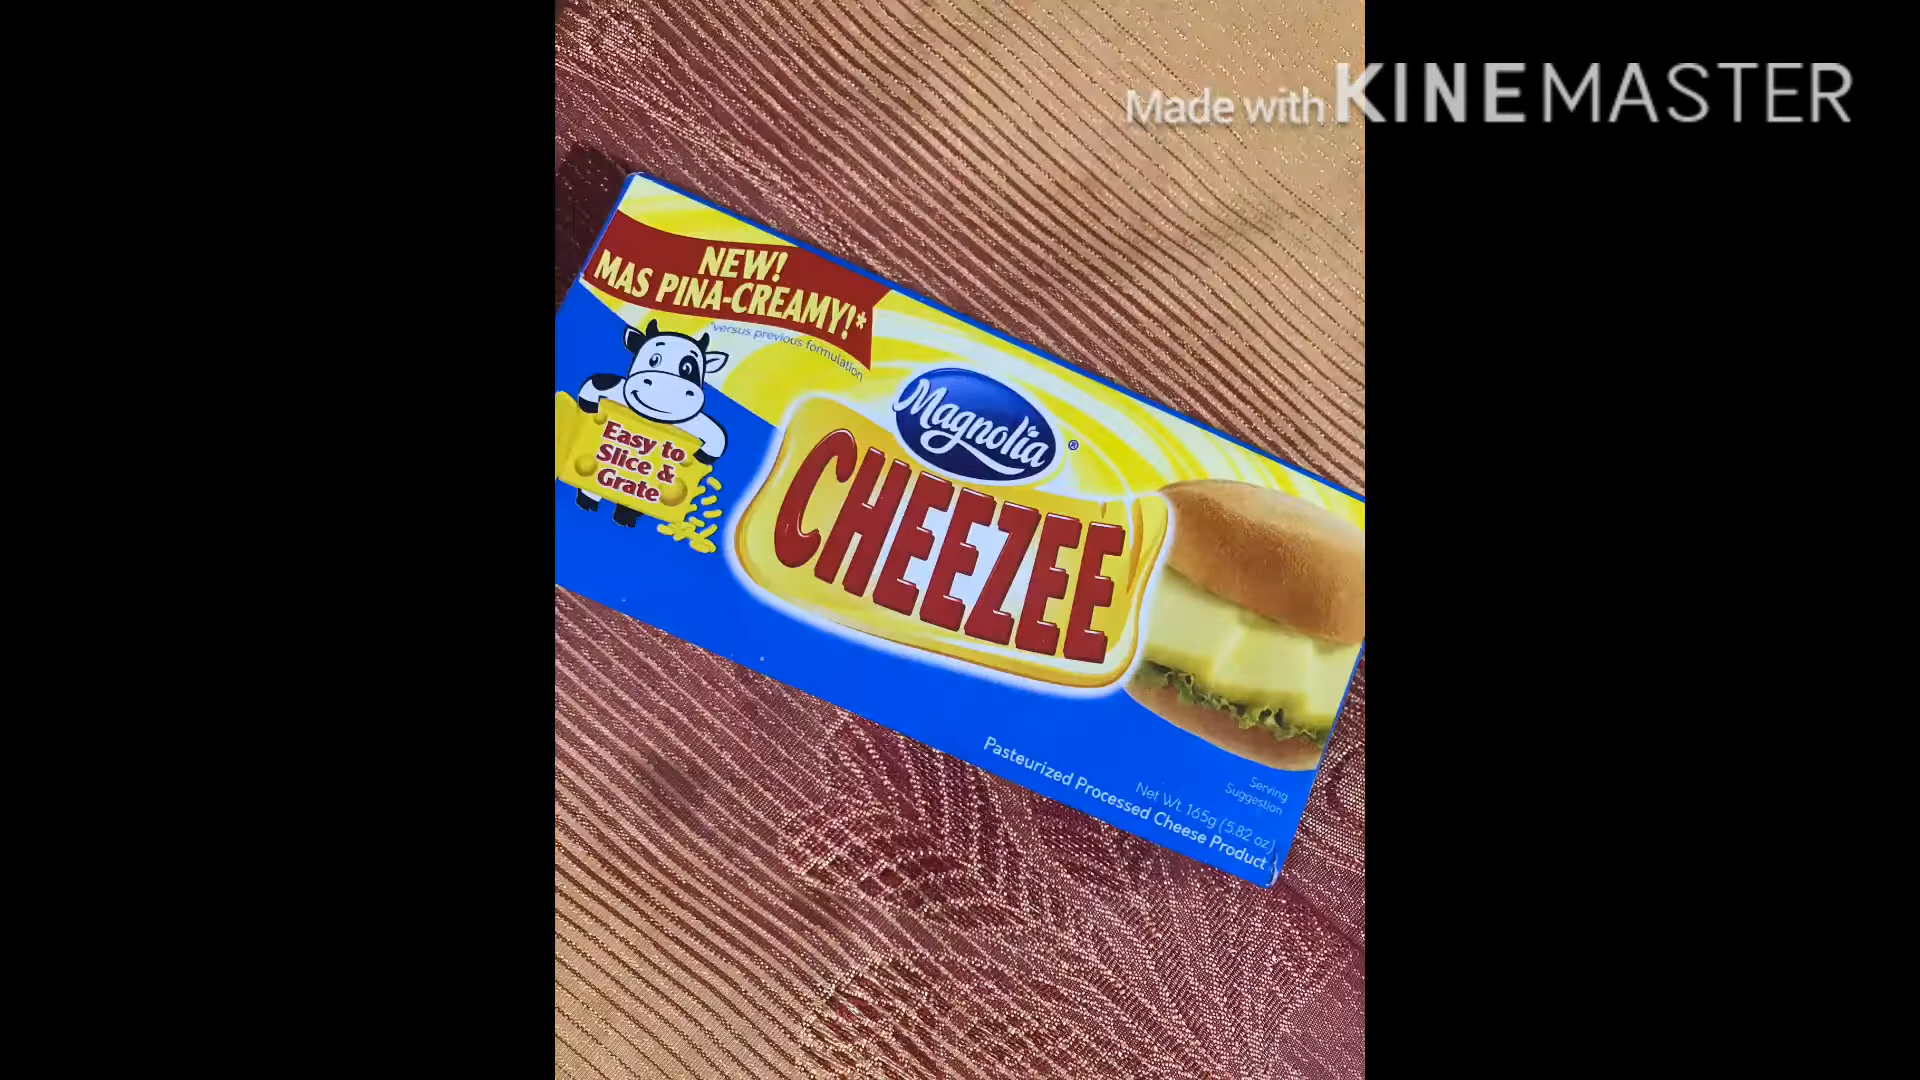 Made with KINEMASTER
NEW!
MAS PINA-CREAMY!*
*versus previous formulation
Magnolia®
CHEEZEE
Easy to
Slice &
Grate
Serving
Suggestion
Net Wt. 165g (5.82 oz)
Pasteurized Processed Cheese Product